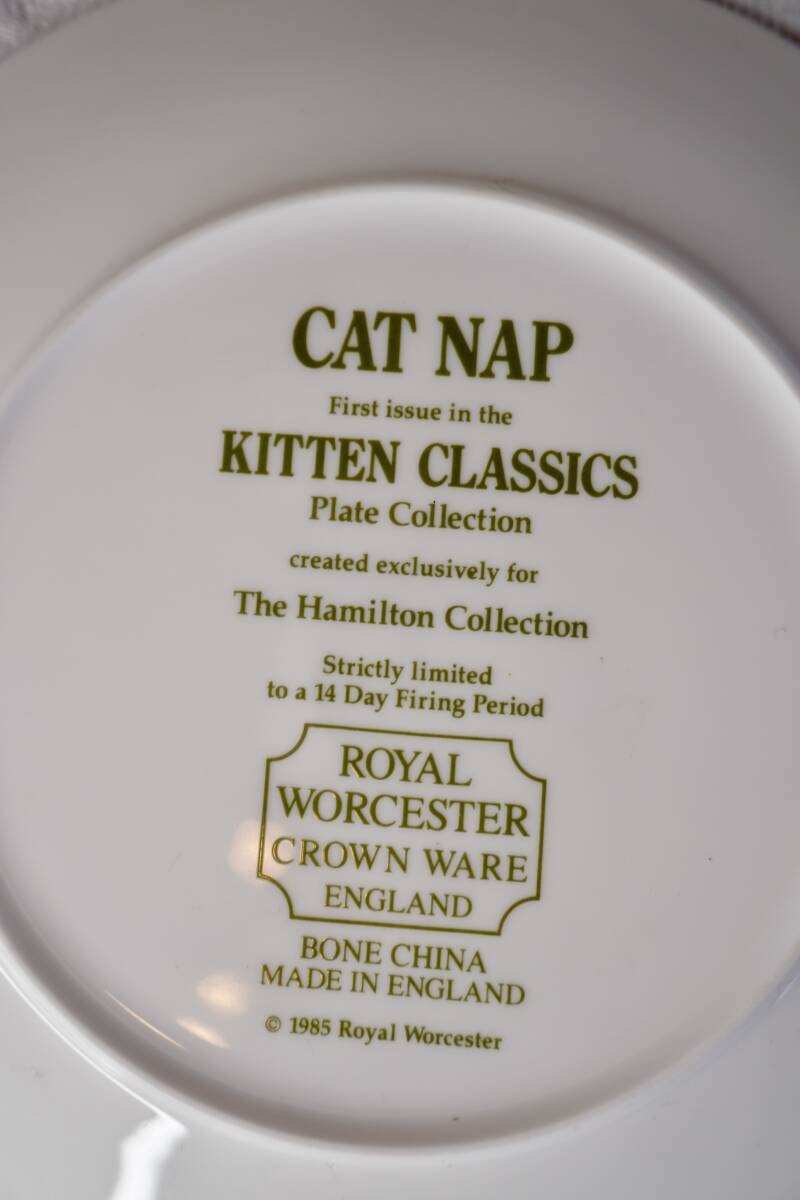 CAT NAP
First issue in the
KITTEN CLASSICS
Plate Collection
created exclusively for
The Hamilton Collection
Strictly limited
to a 14 Day Firing Period
ROYAL
WORCESTER
CROWN WARE
ENGLAND
BONE CHINA
MADE IN ENGLAND
© 1985 Royal Worcester